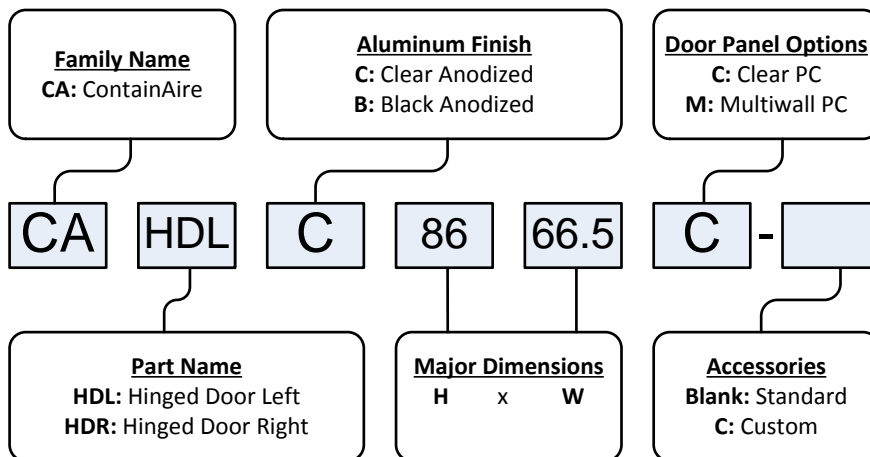 Family Name
CA: ContainAire
Aluminum Finish
C: Clear Anodized
B: Black Anodized
Door Panel Options
C: Clear PC
M: Multiwall PC
CA HDL C 86 66.5 C -
Part Name
HDL: Hinged Door Left
HDR: Hinged Door Right
Major Dimensions
H x W
Accessories
Blank: Standard
C: Custom